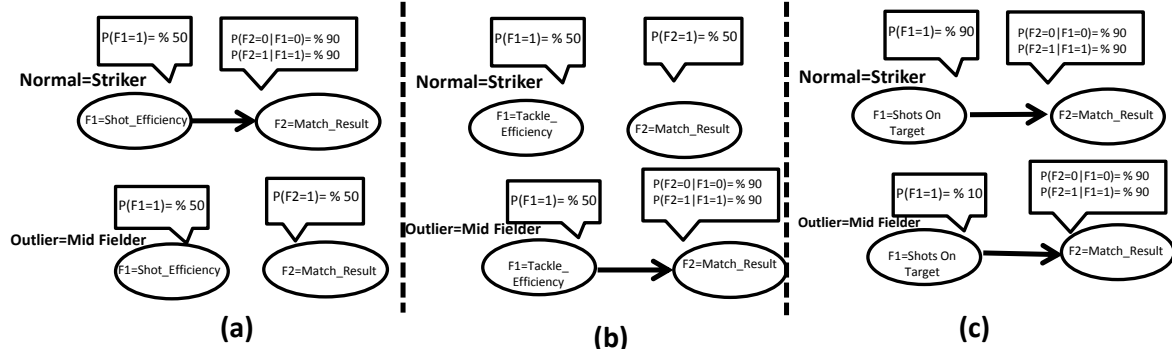 P(F1=1)= % 50
P(F2=0|F1=0)= % 90
P(F2=1|F1=1)= % 90
Normal=Striker
F1=Shot_Efficiency
F2=Match_Result
P(F1=1)= % 50
P(F2=1)= % 50
Outlier=Mid Fielder
F1=Shot_Efficiency
F2=Match_Result
(a)
P(F1=1)= % 50
P(F2=1)= % 50
Normal=Striker
F1=Tackle_
Efficiency
F2=Match_Result
P(F1=1)= % 50
P(F2=0|F1=0)= % 90
P(F2=1|F1=1)= % 90
Outlier=Mid Fielder
F1=Tackle_
Efficiency
F2=Match_Result
(b)
P(F1=1)= % 90
P(F2=0|F1=0)= % 90
P(F2=1|F1=1)= % 90
Normal=Striker
F1=Shots On
Target
F2=Match_Result
P(F1=1)= % 10
P(F2=0|F1=0)= % 90
P(F2=1|F1=1)= % 90
Outlier=Mid Fielder
F1=Shots On
Target
F2=Match_Result
(c)